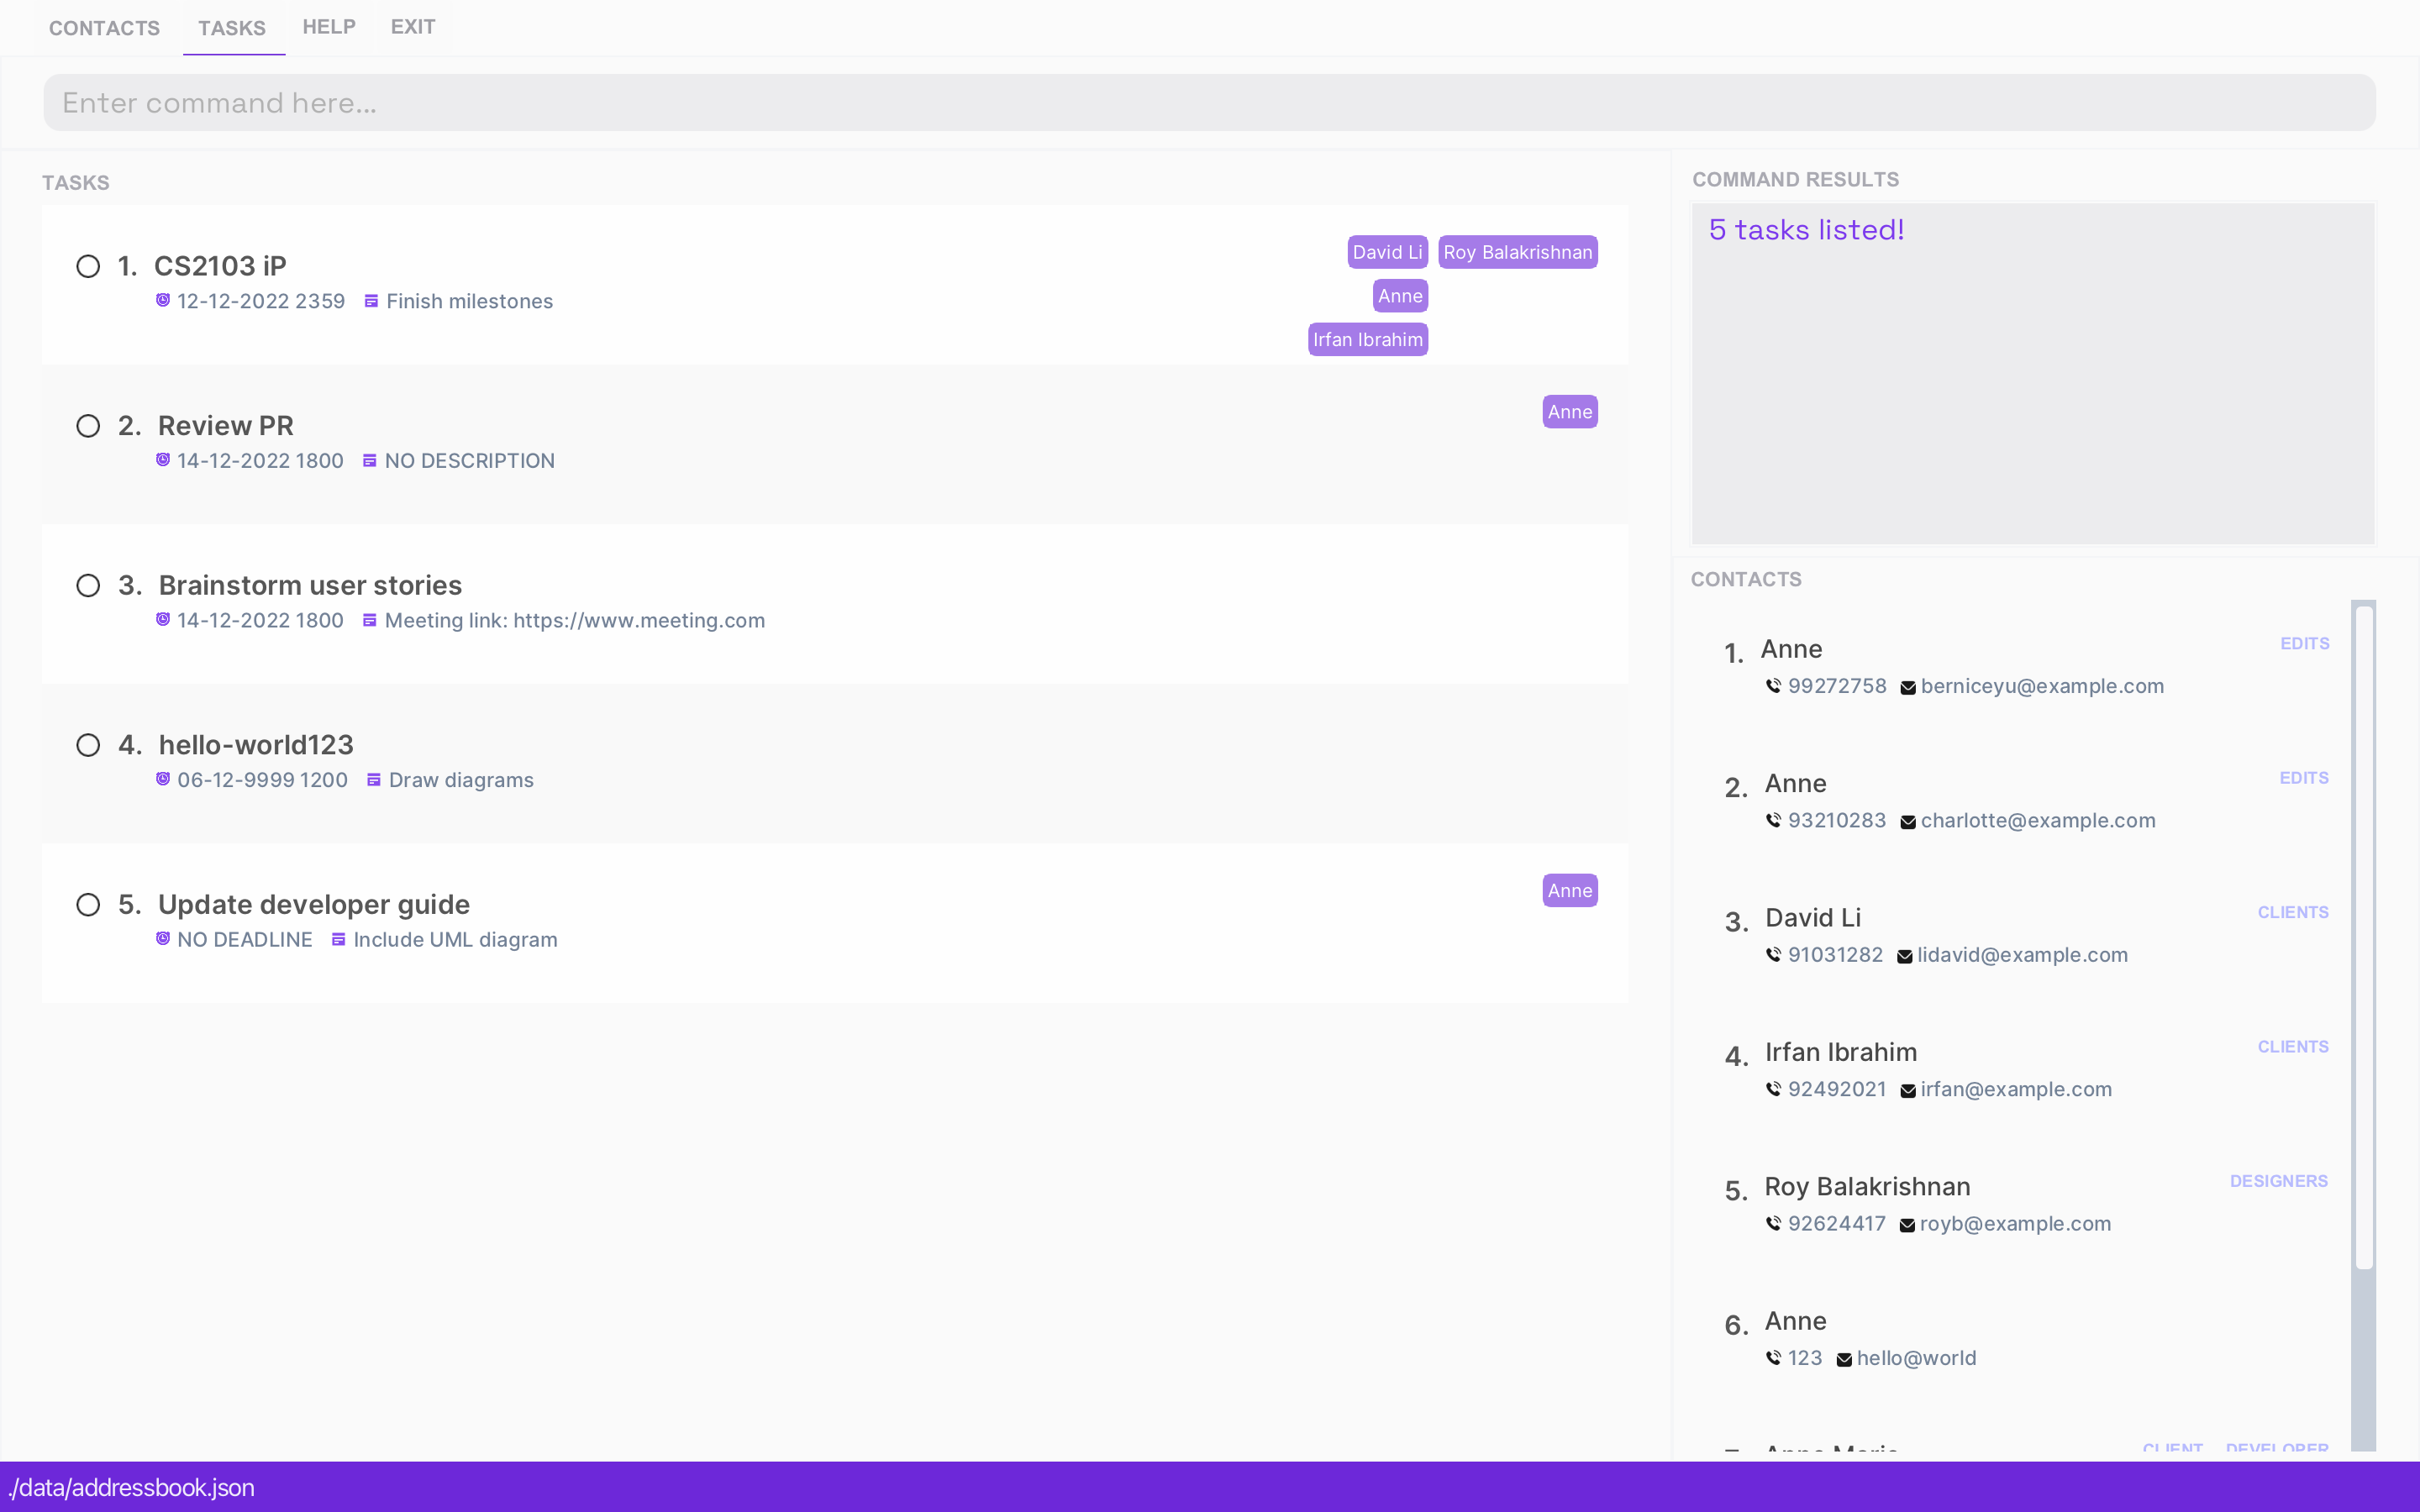 CONTACTS TASKS HELP EXIT
Enter command here...
TASKS
1. CS2103 iP
12-12-2022 2359 Finish milestones
David Li Roy Balakrishnan
Anne
Irfan Ibrahim
2. Review PR
14-12-2022 1800 NO DESCRIPTION
Anne
3. Brainstorm user stories
14-12-2022 1800 Meeting link: https://www.meeting.com
4. hello-world123
06-12-9999 1200 Draw diagrams
5. Update developer guide
NO DEADLINE Include UML diagram
Anne
COMMAND RESULTS
5 tasks listed!
CONTACTS
1. Anne EDITS
99272758 berniceyu@example.com
2. Anne EDITS
93210283 charlotte@example.com
3. David Li CLIENTS
91031282 lidavid@example.com
4. Irfan Ibrahim CLIENTS
92492021 irfan@example.com
5. Roy Balakrishnan DESIGNERS
92624417 royb@example.com
6. Anne
123 hello@world
CLIENT DEVELOPER
./data/addressbook.json